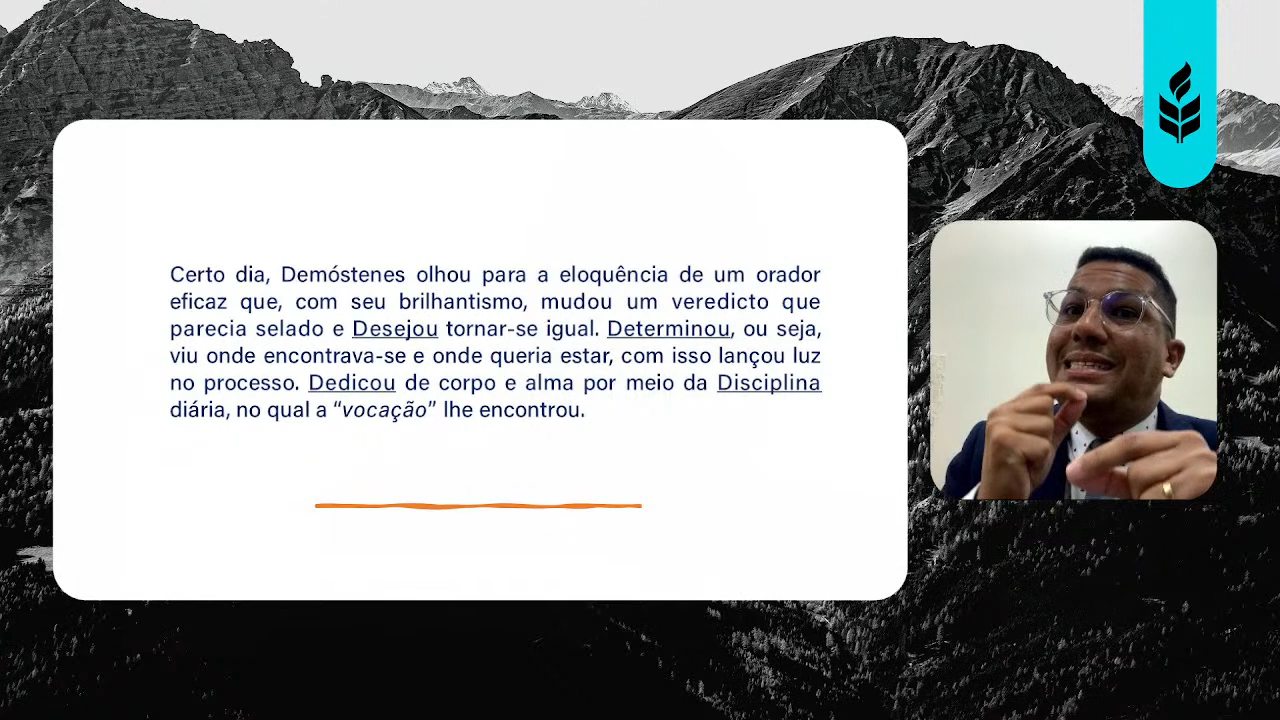 Certo dia, Demóstenes olhou para a eloquência de um orador
eficaz que, com seu brilhantismo, mudou um veredicto que
parecia selado e Desejou tornar-se igual. Determinou, ou seja,
viu onde encontrava-se e onde queria estar, com isso lançou luz
no processo. Dedicou de corpo e alma por meio da Disciplina
diária, no qual a “vocação” lhe encontrou.